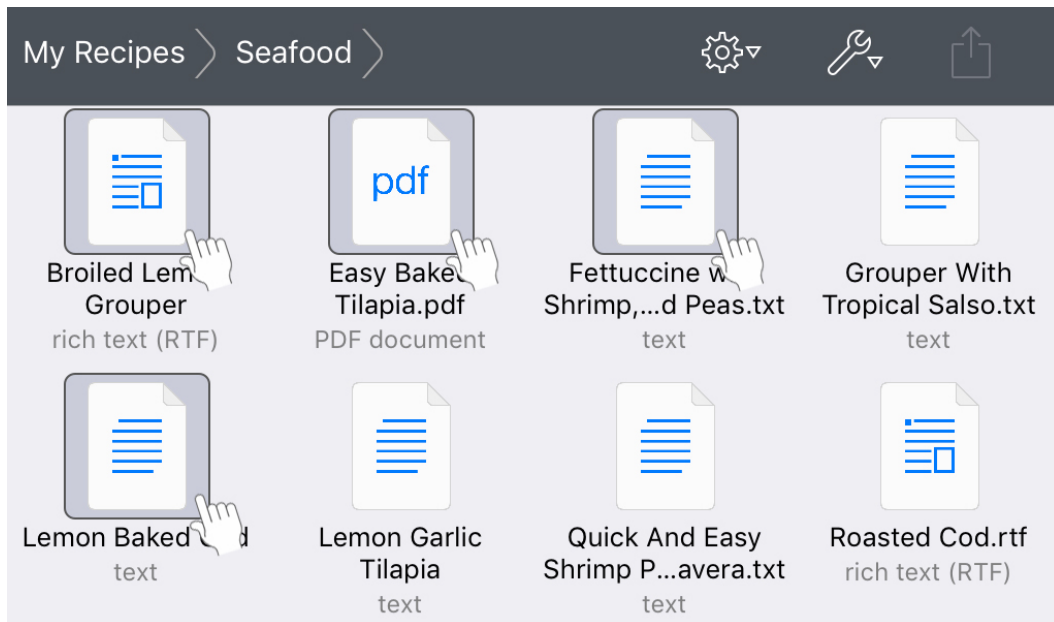 My Recipes Seafood
Broiled
Grouper
rich text (RTF)
pdf
Easy
Tilapia.pdf
PDF document
Fettuccine
Shrimp,...d Peas.txt
text
Grouper With
Tropical Salso.txt
text
Lemon Baked
text
Lemon Garlic
Tilapia
text
Quick And Easy
Shrimp P...avera.txt
text
Roasted Cod.rtf
rich text (RTF)